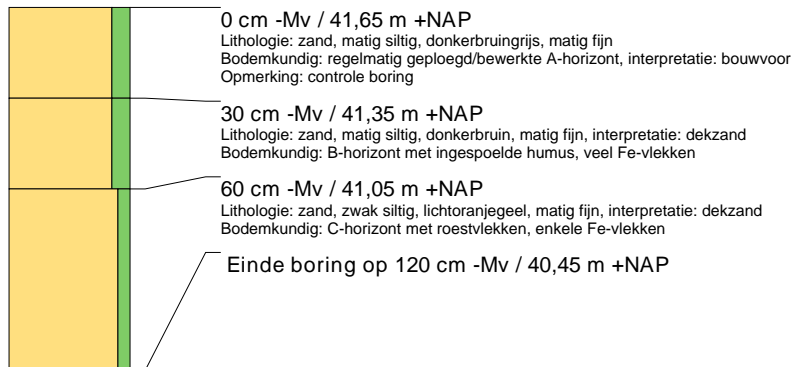 0 cm -Mv / 41,65 m +NAP
Lithologie: zand, matig siltig, donkerbruingrijs, matig fijn
Bodemkundig: regelmatig geploegd/bewerkte A-horizont, interpretatie: bouwvoor
Opmerking: controle boring
30 cm -Mv / 41,35 m +NAP
Lithologie: zand, matig siltig, donkerbruin, matig fijn, interpretatie: dekzand
Bodemkundig: B-horizont met ingespoelde humus, veel Fe-vlekken
60 cm -Mv / 41,05 m +NAP
Lithologie: zand, zwak siltig, lichtoranjegeel, matig fijn, interpretatie: dekzand
Bodemkundig: C-horizont met roestvlekken, enkele Fe-vlekken
Einde boring op 120 cm -Mv / 40,45 m +NAP